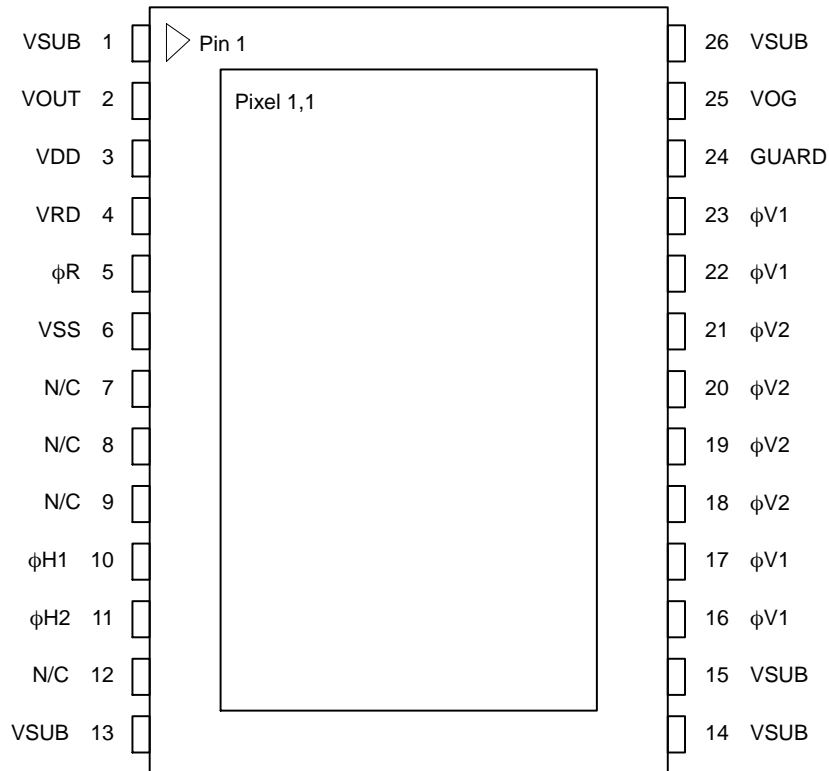 VSUB 1 Pin 1 26 VSUB
VOUT 2 Pixel 1,1 25 VOG
VDD 3 24 GUARD
VRD 4 23 ϕV1
ϕR 5 22 ϕV1
VSS 6 21 ϕV2
N/C 7 20 ϕV2
N/C 8 19 ϕV2
N/C 9 18 ϕV2
ϕH1 10 17 ϕV1
ϕH2 11 16 ϕV1
N/C 12 15 VSUB
VSUB 13 14 VSUB